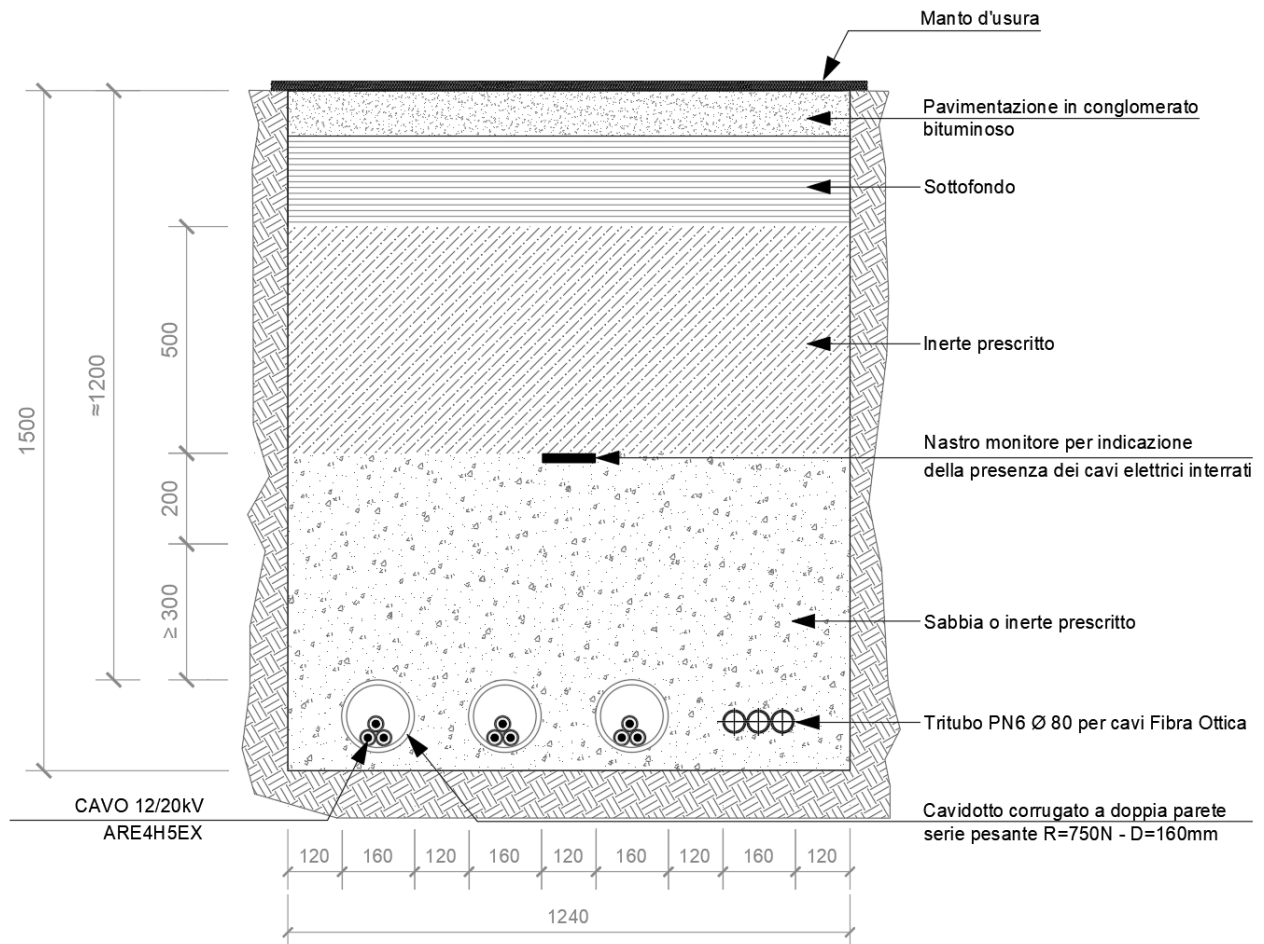 Manto d'usura
Pavimentazione in conglomerato
bituminoso
Sottofondo
Inerte prescritto
Nastro monitore per indicazione
della presenza dei cavi elettrici interrati
Sabbia o inerte prescritto
Tritubo PN6 Ø 80 per cavi Fibra Ottica
Cavidotto corrugato a doppia parete
serie pesante R=750N - D=160mm
CAVO 12/20kV
ARE4H5EX
1500
≈1200
500
200
≥ 300
120 160 120 160 120 160 120 160 120
1240